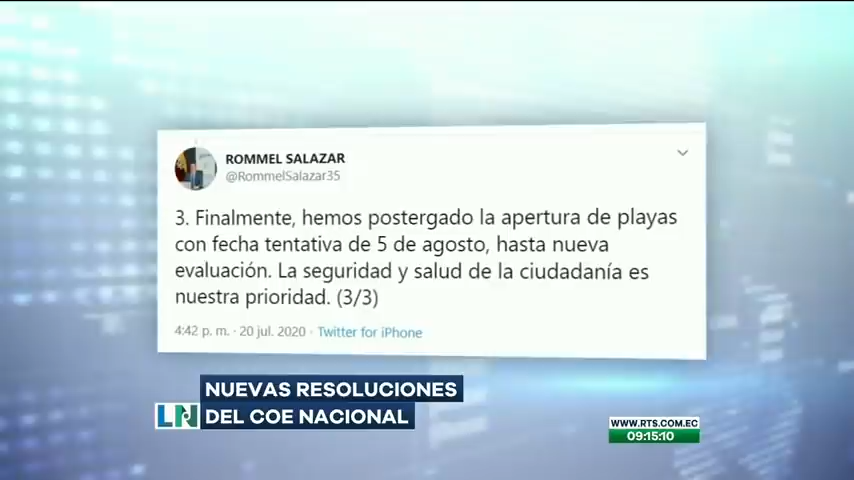 ROMMEL SALAZAR
@RommelSalazar35
3. Finalmente, hemos postergado la apertura de playas
con fecha tentativa de 5 de agosto, hasta nueva
evaluación. La seguridad y salud de la ciudadanía es
nuestra prioridad. (3/3)
4:42 p. m. · 20 jul. 2020 · Twitter for iPhone
NUEVAS RESOLUCIONES
LN DEL COE NACIONAL
WWW.RTS.COM.EC
09:15:10